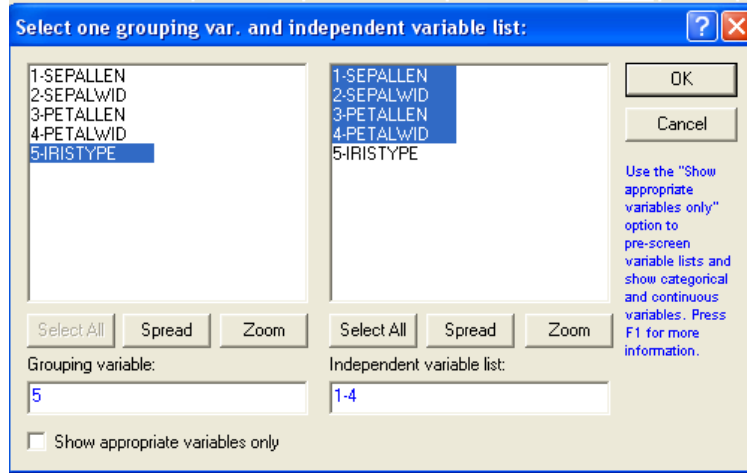 Select one grouping var. and independent variable list:
1-SEPALLEN
2-SEPALWID
3-PETALLEN
4-PETALWID
5-IRISTYPE
Select All
Spread
Zoom
Grouping variable:
5
1-SEPALLEN
2-SEPALWID
3-PETALLEN
4-PETALWID
5-IRISTYPE
Select All
Spread
Zoom
Independent variable list:
1-4
Show appropriate variables only
OK
Cancel
Use the "Show
appropriate
variables only"
option to
pre-screen
variable lists and
show categorical
and continuous
variables. Press
F1 for more
information.